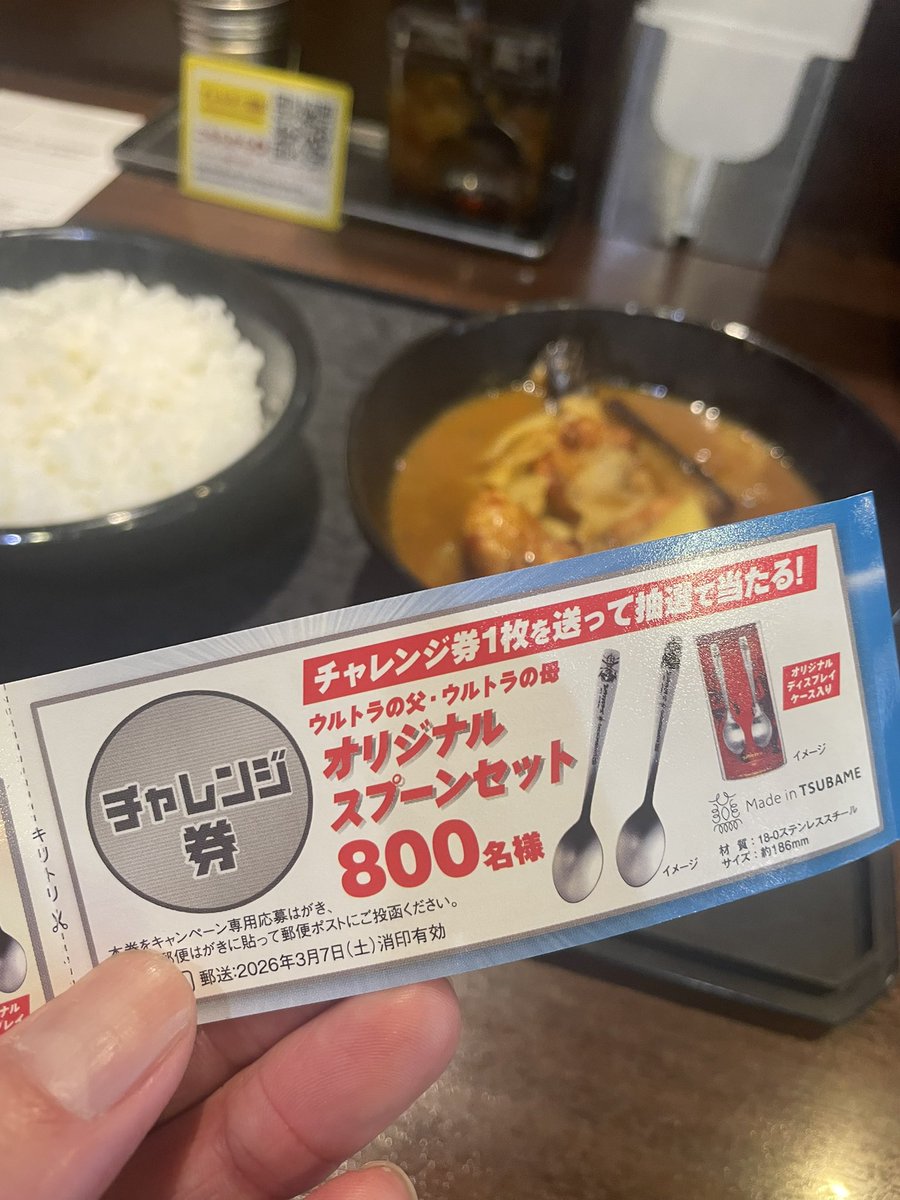 チャレンジ券1枚を送って抽選で当たる!
ウルトラの父・ウルトラの母
オリジナル
スプーンセット
800名様
チャレンジ
券
オリジナル
ディスプレイ
ケース入り
イメージ
イメージ
Made in TSUBAME
材 質：18-0ステンレススチール
サイズ：約186mm
キリトリ
本券をキャンペーン専用応募はがき、
郵便はがきに貼って郵便ポストにご投函ください。
郵送:2026年3月7日(土)消印有効